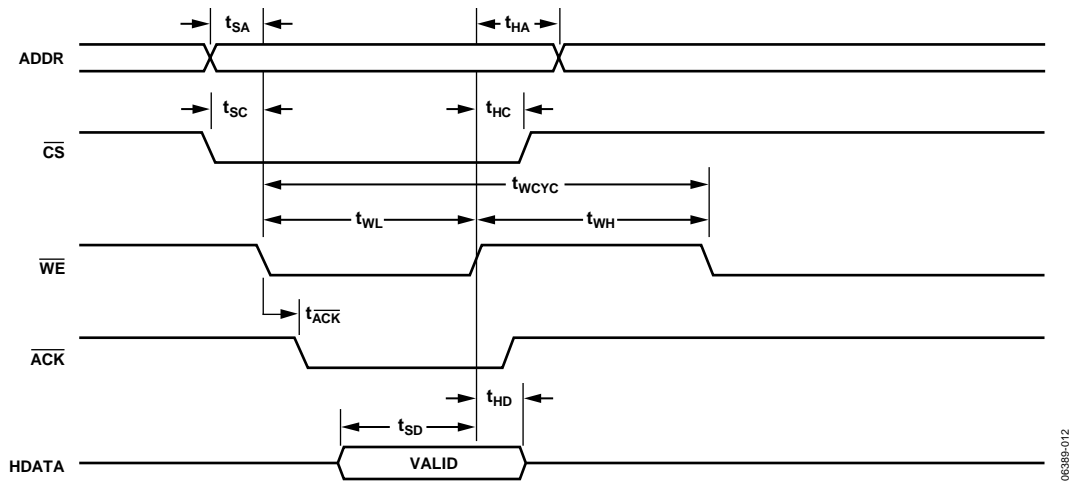 tSA
tHA
ADDR
tSC
tHC
CS
tWCYC
tWL
tWH
WE
tACK
ACK
tHD
tSD
HDATA
VALID
06389-012